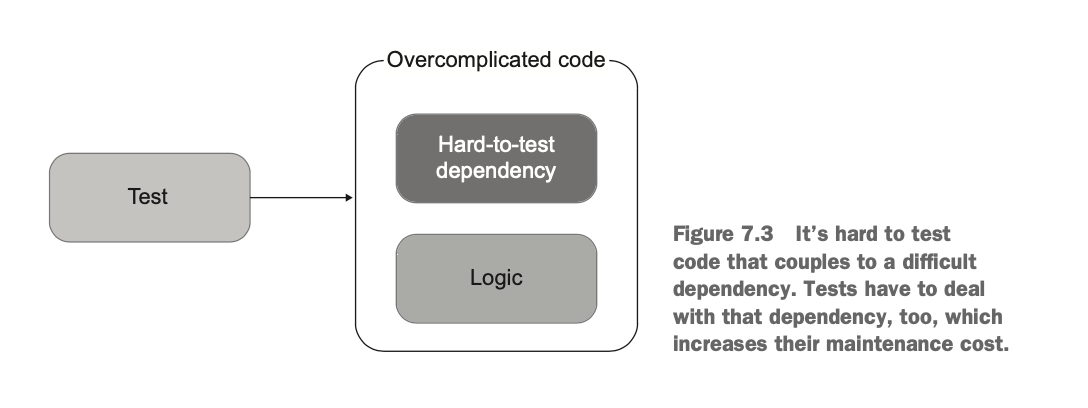 Overcomplicated code
Hard-to-test
dependency
Test
Logic
Figure 7.3 It’s hard to test
code that couples to a difficult
dependency. Tests have to deal
with that dependency, too, which
increases their maintenance cost.